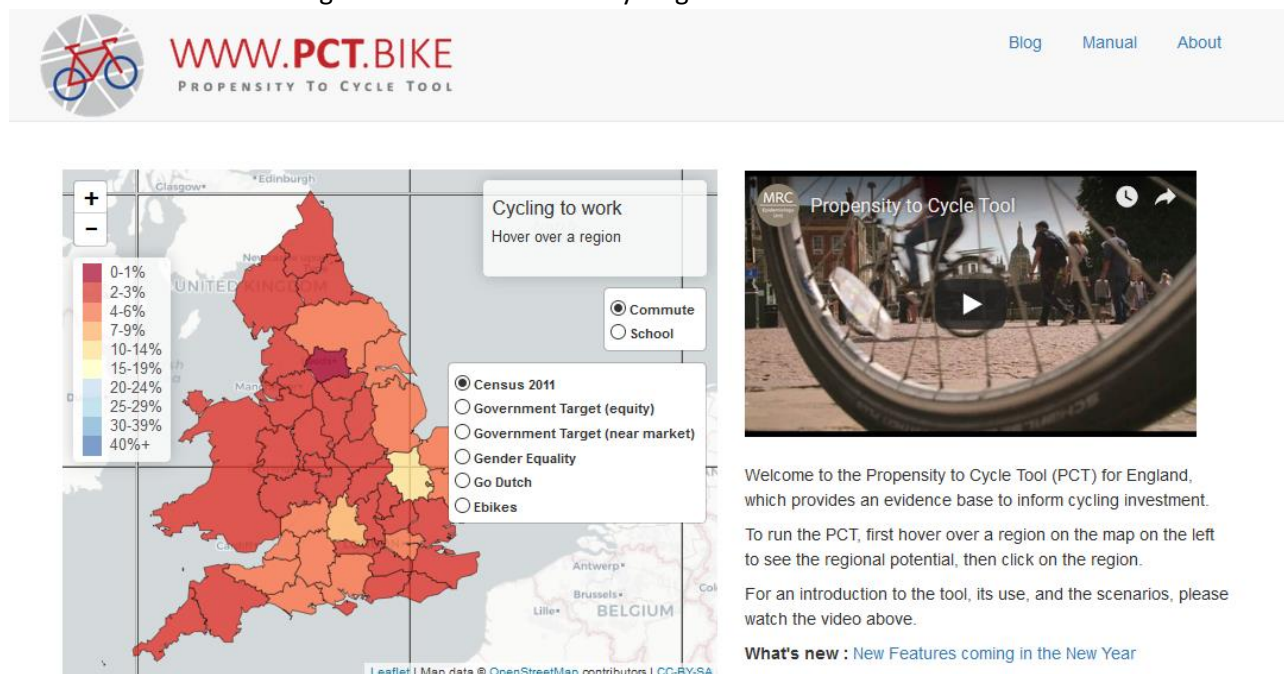 WWW.PCT.BIKE
PROPENSITY TO CYCLE TOOL
Blog Manual About
Glasgow
Edinburgh
+
-
Cycling to work
Hover over a region
0-1%
2-3%
4-6%
7-9%
10-14%
15-19%
20-24%
25-29%
30-39%
40%+
UNITED KINGDOM
Commute
School
Census 2011
Government Target (equity)
Government Target (near market)
Gender Equality
Go Dutch
Ebikes
Antwerp
Brussels
Lille
BELGIUM
Leaflet | Map data © OpenStreetMap contributors | CC-BY-SA
MRC
Epidemiology
Unit
Propensity to Cycle Tool
Welcome to the Propensity to Cycle Tool (PCT) for England,
which provides an evidence base to inform cycling investment.
To run the PCT, first hover over a region on the map on the left
to see the regional potential, then click on the region.
For an introduction to the tool, its use, and the scenarios, please
watch the video above.
What's new : New Features coming in the New Year